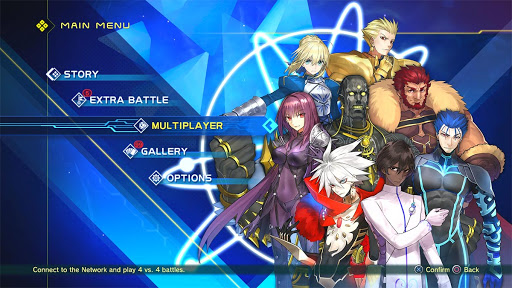 MAIN MENU
STORY
EXTRA BATTLE
MULTIPLAYER
GALLERY
OPTIONS
Connect to the Network and play 4 vs. 4 battles.
Confirm Back